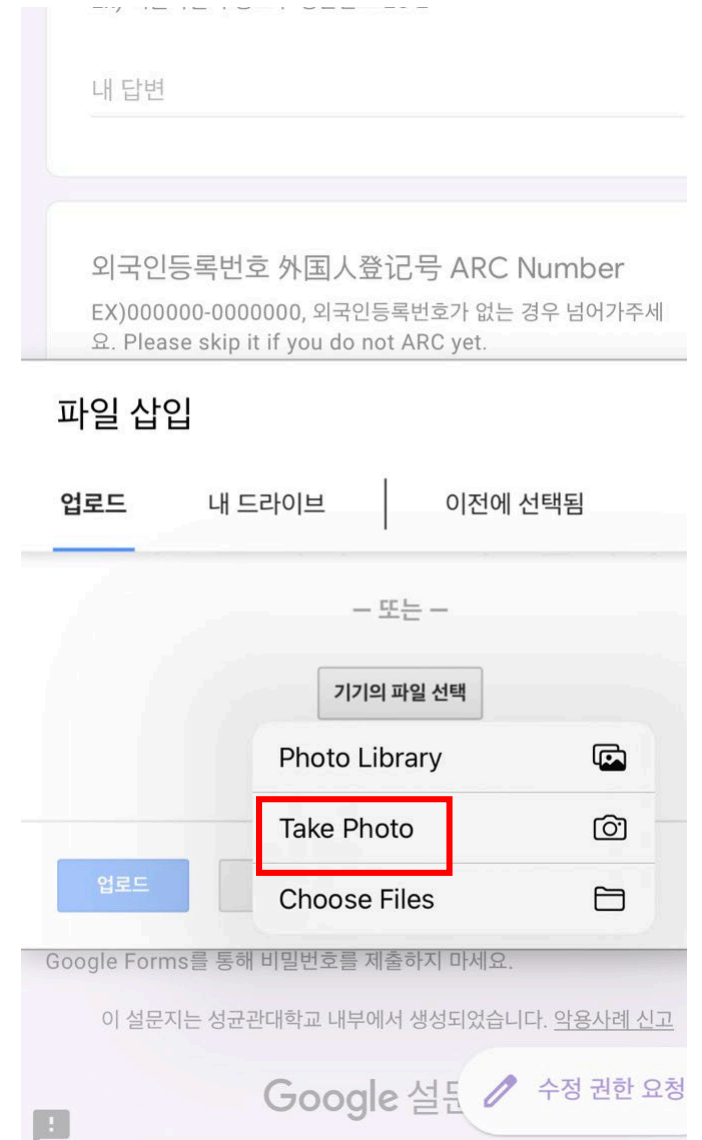 내 답변
외국인등록번호 外国人登记号 ARC Number
EX)000000-0000000, 외국인등록번호가 없는 경우 넘어가주세
요. Please skip it if you do not ARC yet.
파일 삽입
업로드 내 드라이브 이전에 선택됨
– 또는 –
기기의 파일 선택
Photo Library
Take Photo
업로드
Choose Files
Google Forms를 통해 비밀번호를 제출하지 마세요.
이 설문지는 성균관대학교 내부에서 생성되었습니다. 악용사례 신고
Google 설문
수정 권한 요청